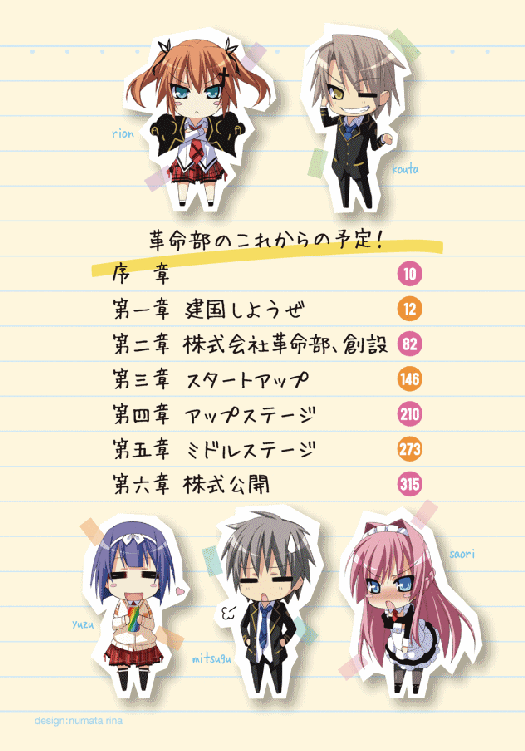 rion
kouta
革命部のこれからの予定!
序 章 10
第一章 建国しようぜ 12
第二章 株式会社革命部、創設 82
第三章 スタートアップ 146
第四章 アップステージ 210
第五章 ミドルステージ 273
第六章 株式公開 315
saori
yuzu
mitsugu
design:numata rina